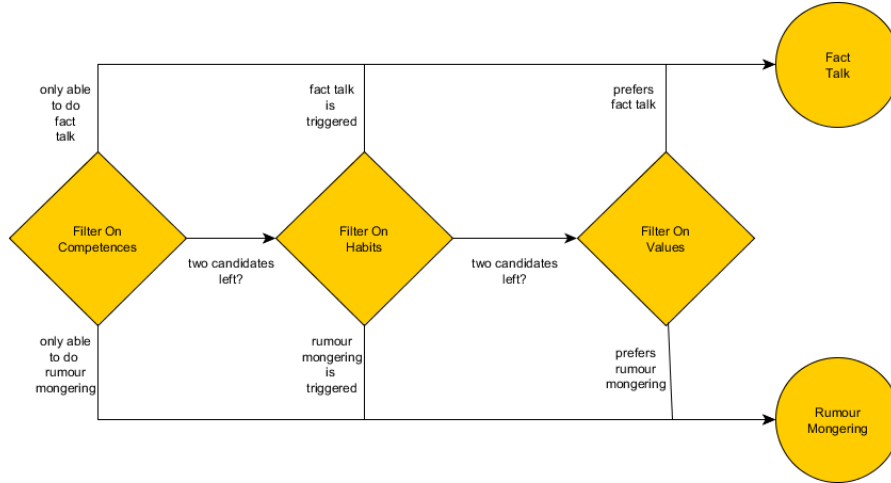 Fact
Talk
only able
to do
fact
talk
fact talk
is
triggered
prefers
fact talk
Filter On
Competences
Filter On
Habits
Filter On
Values
two candidates
left?
two candidates
left?
only able
to do
rumour
mongering
rumour
mongering
is
triggered
prefers
rumour
mongering
Rumour
Mongering